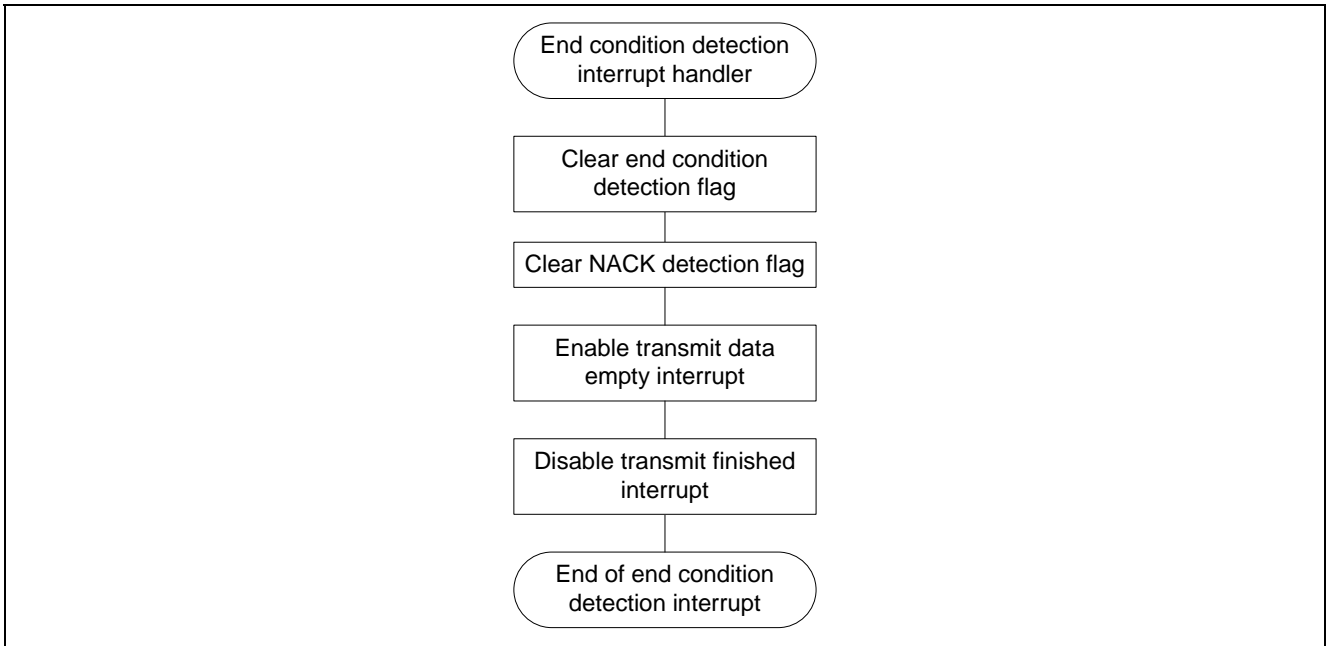 End condition detection
interrupt handler
Clear end condition
detection flag
Clear NACK detection flag
Enable transmit data
empty interrupt
Disable transmit finished
interrupt
End of end condition
detection interrupt